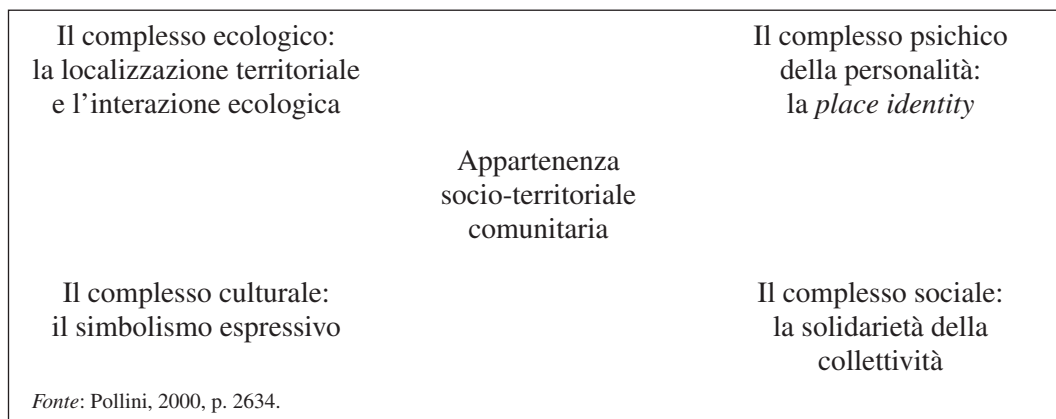 Il complesso ecologico:
la localizzazione territoriale
e l'interazione ecologica
Il complesso psichico
della personalità:
la place identity
Appartenenza
socio-territoriale
comunitaria
Il complesso culturale:
il simbolismo espressivo
Il complesso sociale:
la solidarietà della
collettività
Fonte: Pollini, 2000, p. 2634.